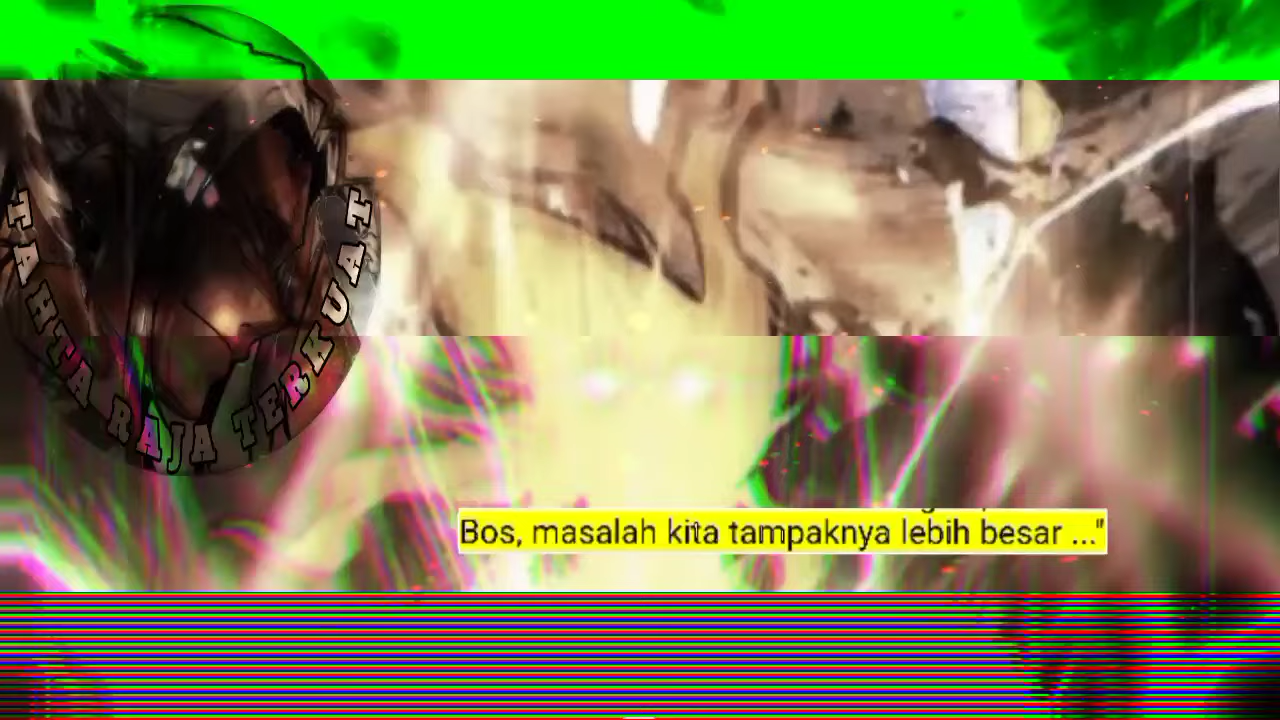 TAHTA RAJA TERKUAT
Bos, masalah kita tampaknya lebih besar ..."